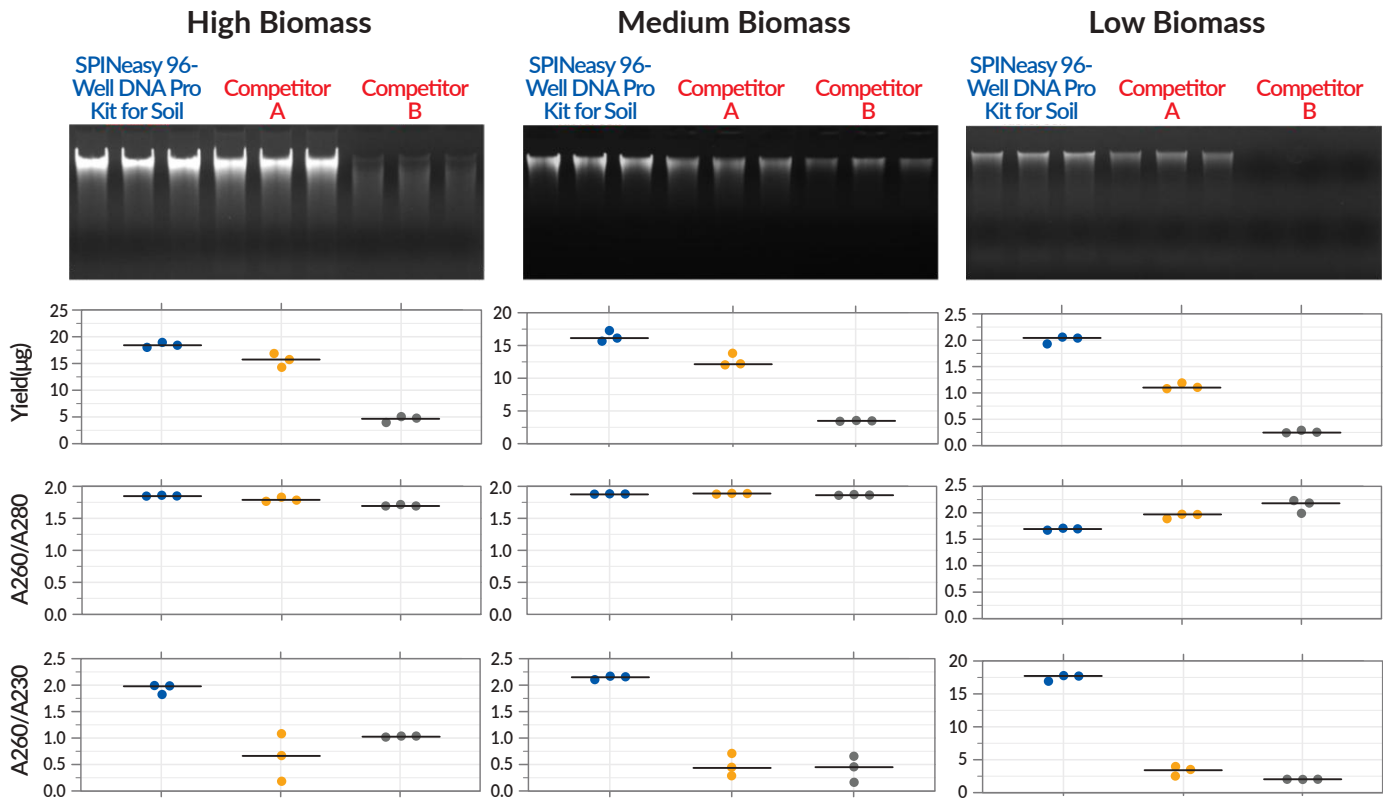 High Biomass
Medium Biomass
Low Biomass
SPINeasy 96-
Well DNA Pro
Kit for Soil
Competitor
A
Competitor
B
SPINeasy 96-
Well DNA Pro
Kit for Soil
Competitor
A
Competitor
B
SPINeasy 96-
Well DNA Pro
Kit for Soil
Competitor
A
Competitor
B
Yield(µg)
25
20
15
10
5
0
20
15
10
5
0
2.5
2.0
1.5
1.0
0.5
0.0
A260/A280
2.0
1.5
1.0
0.5
0.0
2.0
1.5
1.0
0.5
0.0
2.5
2.0
1.5
1.0
0.5
0.0
A260/A230
2.5
2.0
1.5
1.0
0.5
0.0
2.5
2.0
1.5
1.0
0.5
0.0
20
15
10
5
0